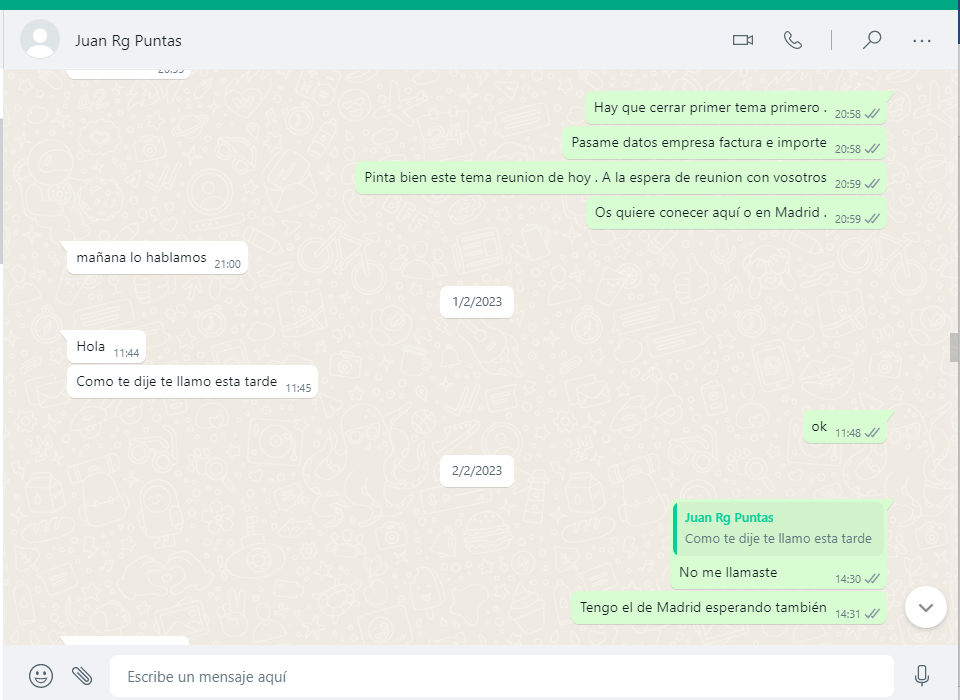 Juan Rg Puntas
20:55
Hay que cerrar primer tema primero . 20:58
Pasame datos empresa factura e importe 20:58
Pinta bien este tema reunion de hoy . A la espera de reunion con vosotros 20:59
Os quiere conecer aquí o en Madrid . 20:59
mañana lo hablamos 21:00
1/2/2023
Hola 11:44
Como te dije te llamo esta tarde 11:45
ok 11:48
2/2/2023
Juan Rg Puntas
Como te dije te llamo esta tarde
No me llamaste 14:30
Tengo el de Madrid esperando también 14:31
Escribe un mensaje aquí